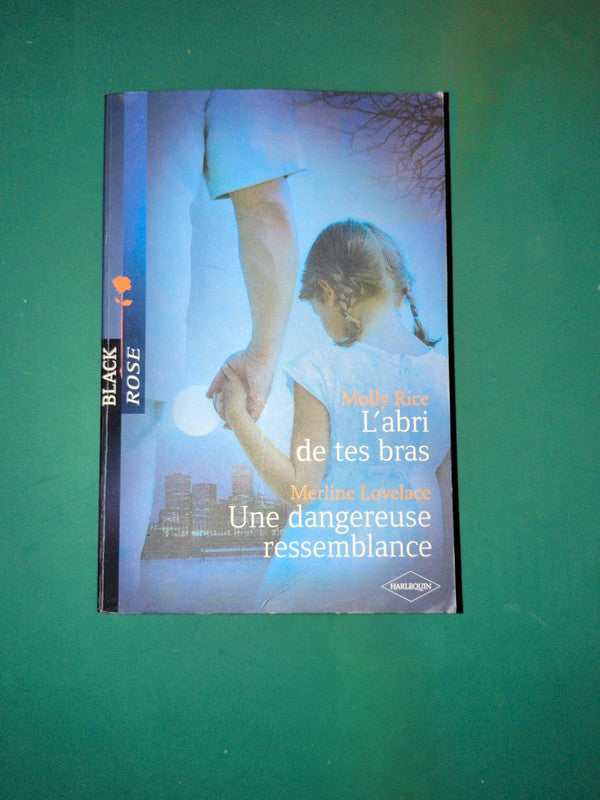 BLACK
ROSE
Molly Rice
L'abri
de tes bras
Merline Lovelace
Une dangereuse
ressemblance
HARLEQUIN